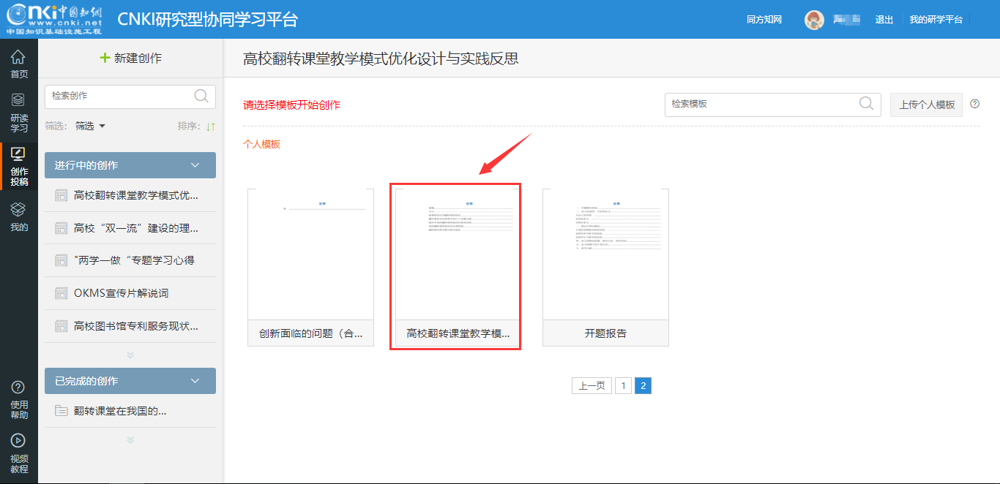 Cnki中国知网
www.cnki.net
中国知识基础设施工程
CNKI研究型协同学习平台
同方知网
退出
我的研学平台
首页
研读
学习
创作
投稿
我的
使用
帮助
视频
教程
新建创作
检索创作
筛选: 筛选
排序:
进行中的创作
高校翻转课堂教学模式优...
高校“双一流”建设的理...
"两学一做“专题学习心得
OKMS宣传片解说词
高校图书馆专利服务现状...
已完成的创作
翻转课堂在我国的...
高校翻转课堂教学模式优化设计与实践反思
请选择模板开始创作
检索模板
上传个人模板
个人模板
创新面临的问题（合...
高校翻转课堂教学模...
开题报告
上一页
1
2